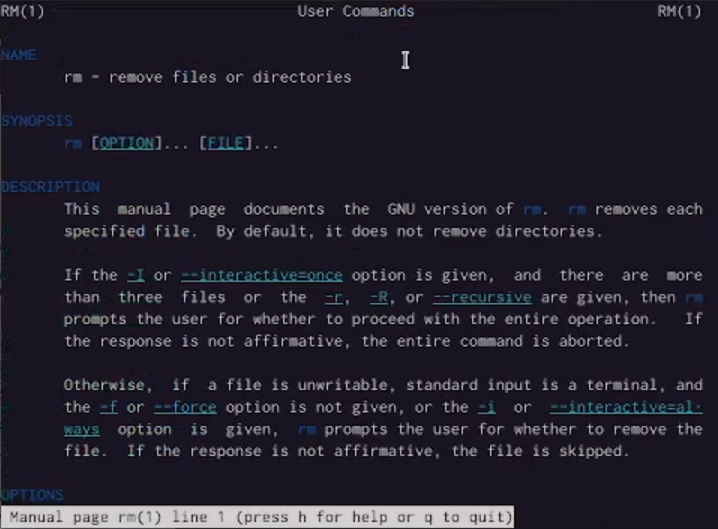 RM(1) User Commands RM(1)
NAME
rm - remove files or directories
SYNOPSIS
rm [OPTION]... [FILE]...
DESCRIPTION
This manual page documents the GNU version of rm. rm removes each
specified file. By default, it does not remove directories.
If the -I or --interactive=once option is given, and there are more
than three files or the -r, -R, or --recursive are given, then rm
prompts the user for whether to proceed with the entire operation. If
the response is not affirmative, the entire command is aborted.
Otherwise, if a file is unwritable, standard input is a terminal, and
the -f or --force option is not given, or the -i or --interactive=al-
ways option is given, rm prompts the user for whether to remove the
file. If the response is not affirmative, the file is skipped.
OPTIONS
Manual page rm(1) line 1 (press h for help or q to quit)